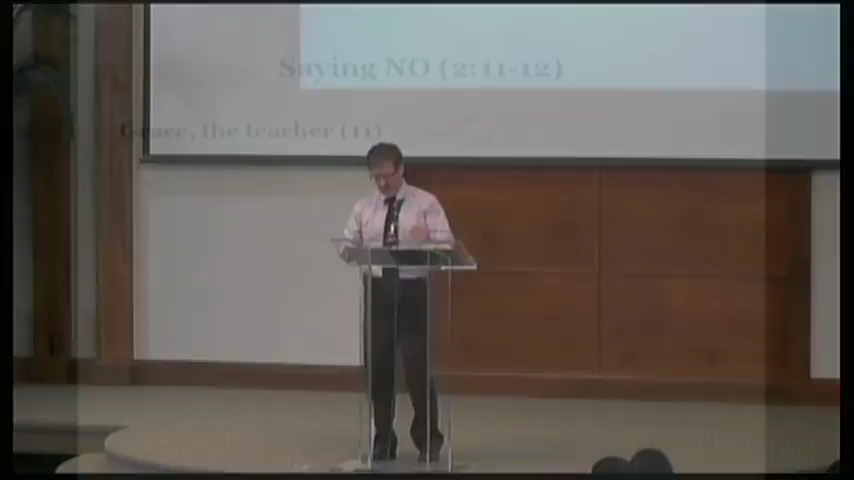 Saying NO (2:11-12)
Grace, the teacher (11)